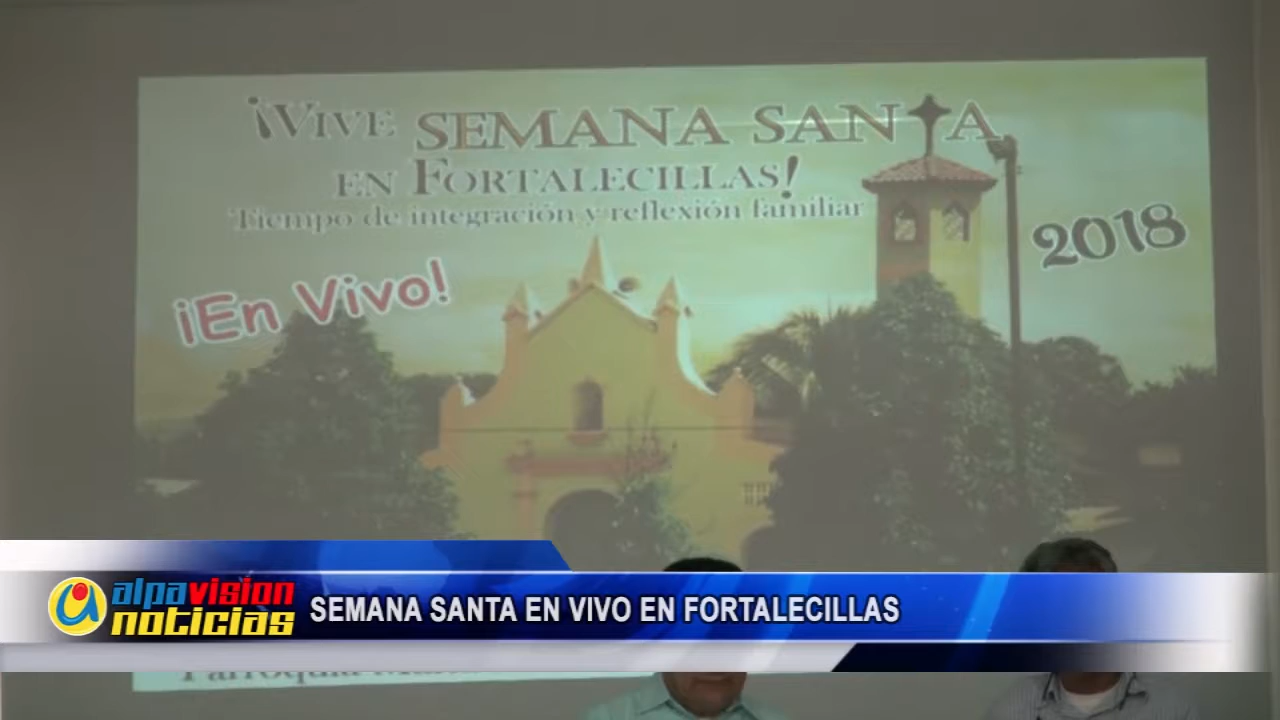 ¡VIVE SEMANA SANTA
EN FORTALECILLAS!
Tiempo de integración y reflexión familiar
2018
¡En Vivo!
alpavision
noticias
SEMANA SANTA EN VIVO EN FORTALECILLAS
Parroquia